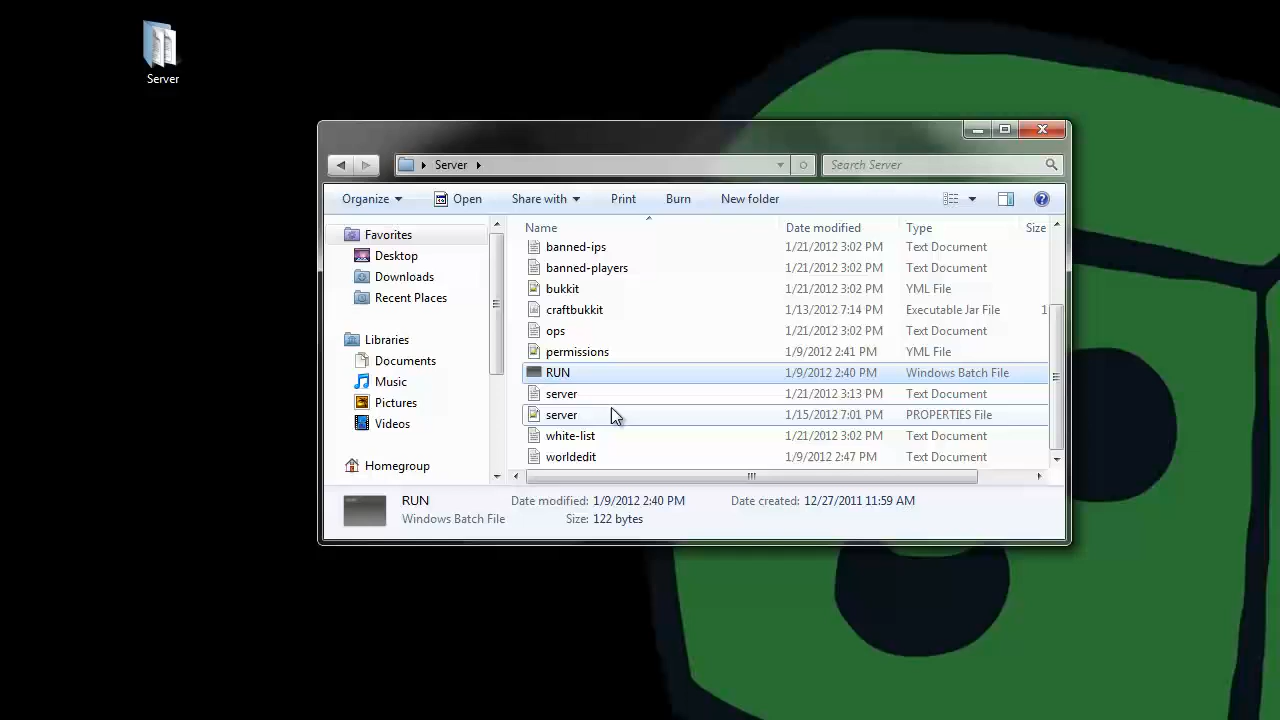 Server
Server
Search Server
Organize Open Share with Print Burn New folder
Name Date modified Type Size
Favorites
Desktop
Downloads
Recent Places
Libraries
Documents
Music
Pictures
Videos
Homegroup
banned-ips 1/21/2012 3:02 PM Text Document
banned-players 1/21/2012 3:02 PM Text Document
bukkit 1/21/2012 3:02 PM YML File
craftbukkit 1/13/2012 7:14 PM Executable Jar File 1
ops 1/21/2012 3:02 PM Text Document
permissions 1/9/2012 2:41 PM YML File
RUN 1/9/2012 2:40 PM Windows Batch File
server 1/21/2012 3:13 PM Text Document
server 1/15/2012 7:01 PM PROPERTIES File
white-list 1/21/2012 3:02 PM Text Document
worldedit 1/9/2012 2:47 PM Text Document
RUN Date modified: 1/9/2012 2:40 PM Date created: 12/27/2011 11:59 AM
Windows Batch File Size: 122 bytes